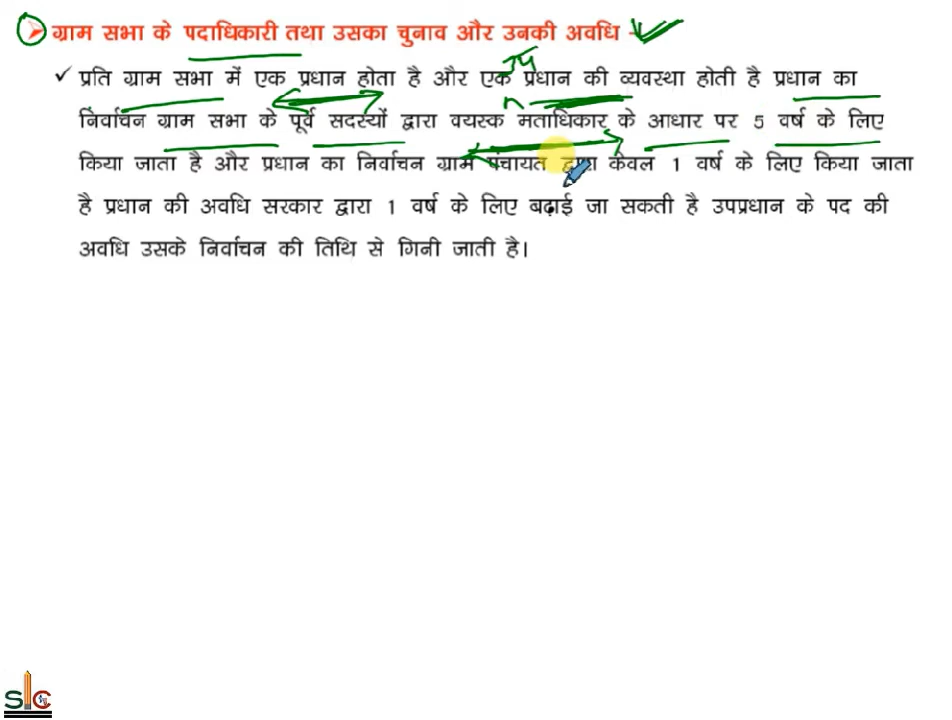 ग्राम सभा के पदाधिकारी तथा उसका चुनाव और उनकी अवधि -
उप
प्रति ग्राम सभा में एक प्रधान होता है और एक प्रधान की व्यवस्था होती है प्रधान का
निर्वाचन ग्राम सभा के पूर्व सदस्यों द्वारा वयस्क मताधिकार के आधार पर 5 वर्ष के लिए
किया जाता है और प्रधान का निर्वाचन ग्राम पंचायत द्वारा केवल 1 वर्ष के लिए किया जाता
है प्रधान की अवधि सरकार द्वारा 1 वर्ष के लिए बढ़ाई जा सकती है उपप्रधान के पद की
अवधि उसके निर्वाचन की तिथि से गिनी जाती है।
SLC